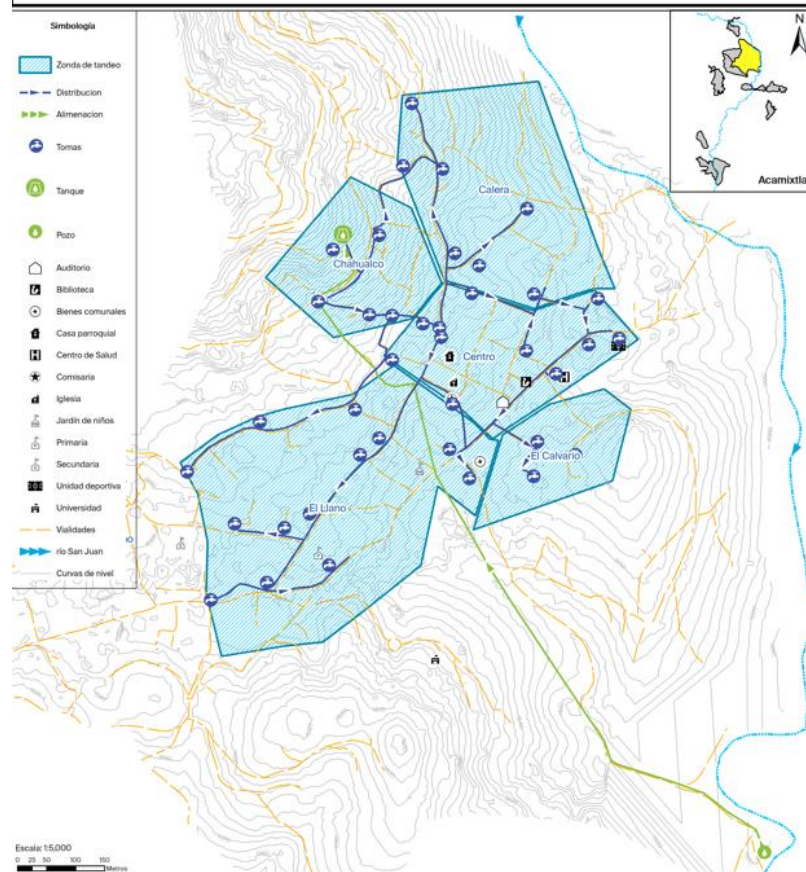 Simbología
Zonda de tandeo
Distribucion
Alimenacion
Tomas
Tanque
Pozo
Auditorio
Biblioteca
Bienes comunales
Casa parroquial
Centro de Salud
Comisaria
Iglesia
Jardín de niños
Primaria
Secundaria
Unidad deportiva
Universidad
Vialidades
río San Juan
Curvas de nível
Escala: 1:5,000
0 25 50 100 150
Metros
N
Acamixtla
Calera
Chahualco
Centro
El Calvario
El Llano